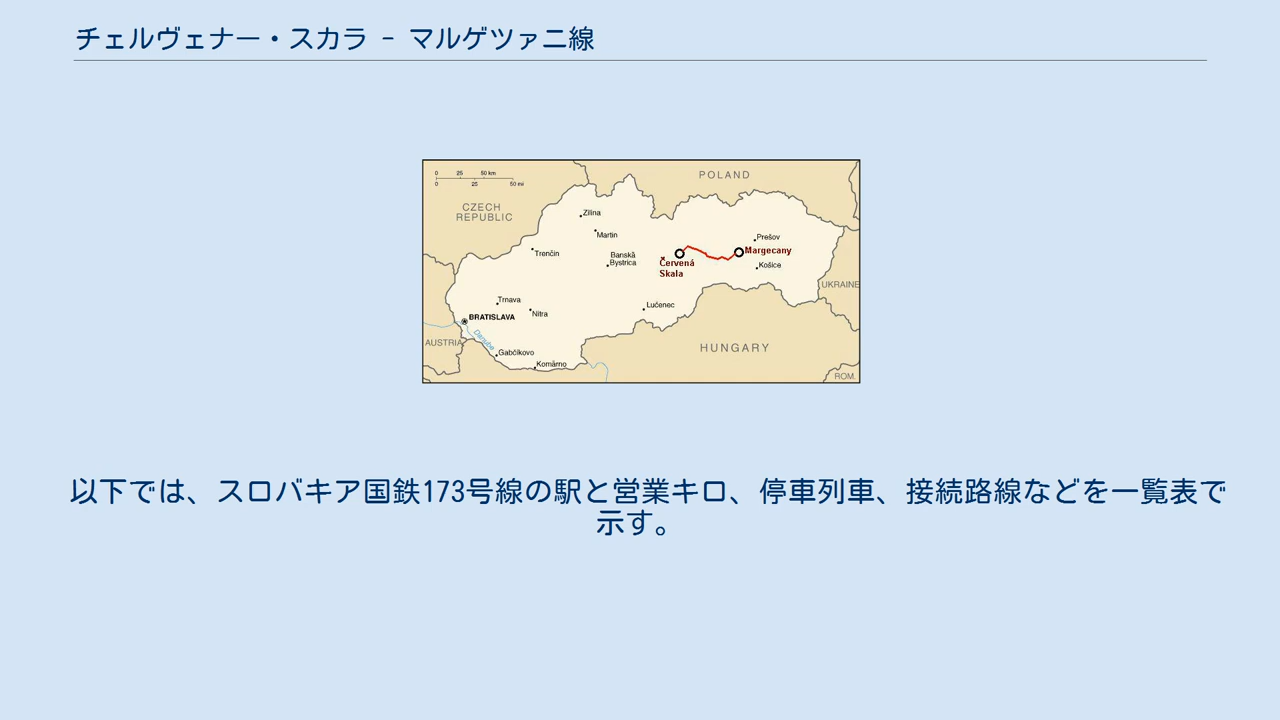 チェルヴェナー・スカラ - マルゲツァニ線
0 25 50 km
0 25 50 mi
POLAND
CZECH
REPUBLIC
Žilina
Martin
Prešov
Trenčín
Banská
Bystrica
Margecany
Červená
Skala
Košice
UKRAINE
Trnava
Nitra
Lučenec
BRATISLAVA
Danube
AUSTRIA
HUNGARY
Gabčíkovo
Komárno
ROM.
以下では、スロバキア国鉄173号線の駅と営業キロ、停車列車、接続路線などを一覧表で
示す。